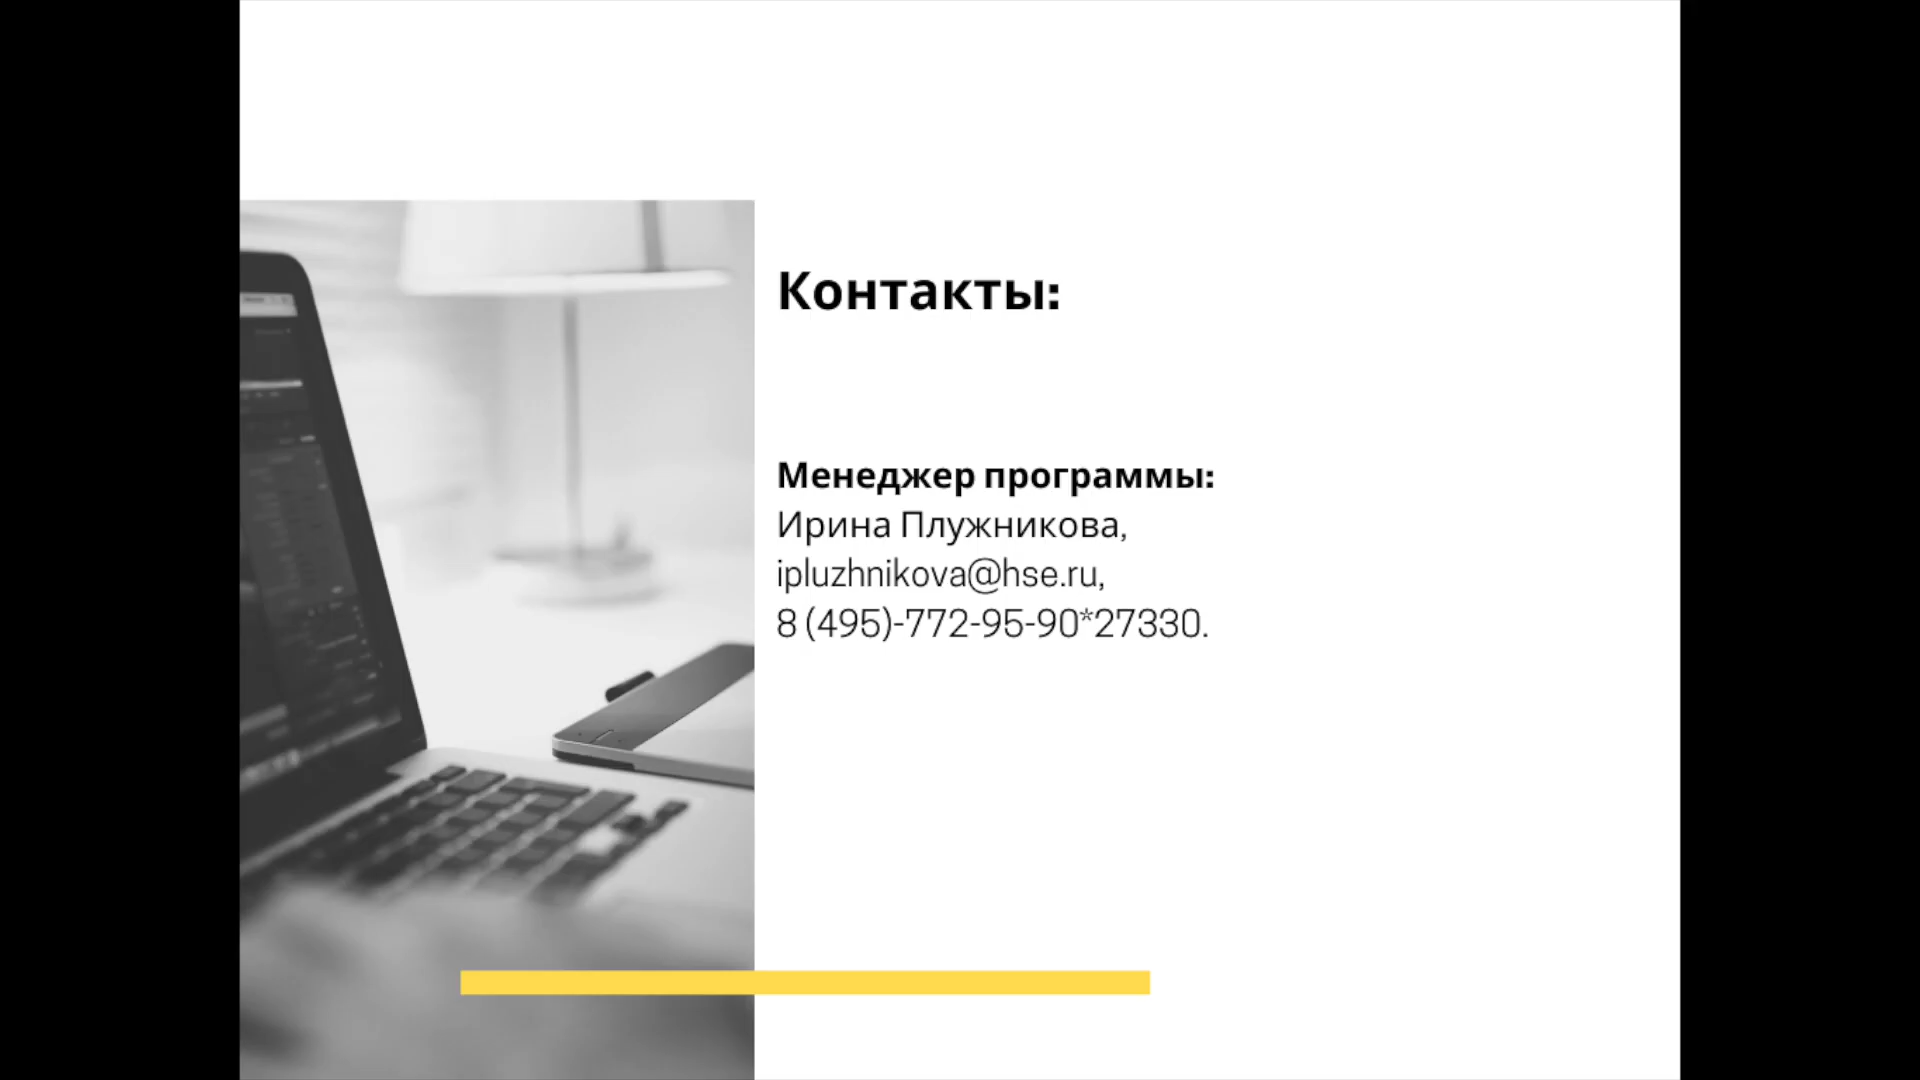 Контакты:
Менеджер программы:
Ирина Плужникова,
ipluzhnikova@hse.ru,
8 (495)-772-95-90*27330.